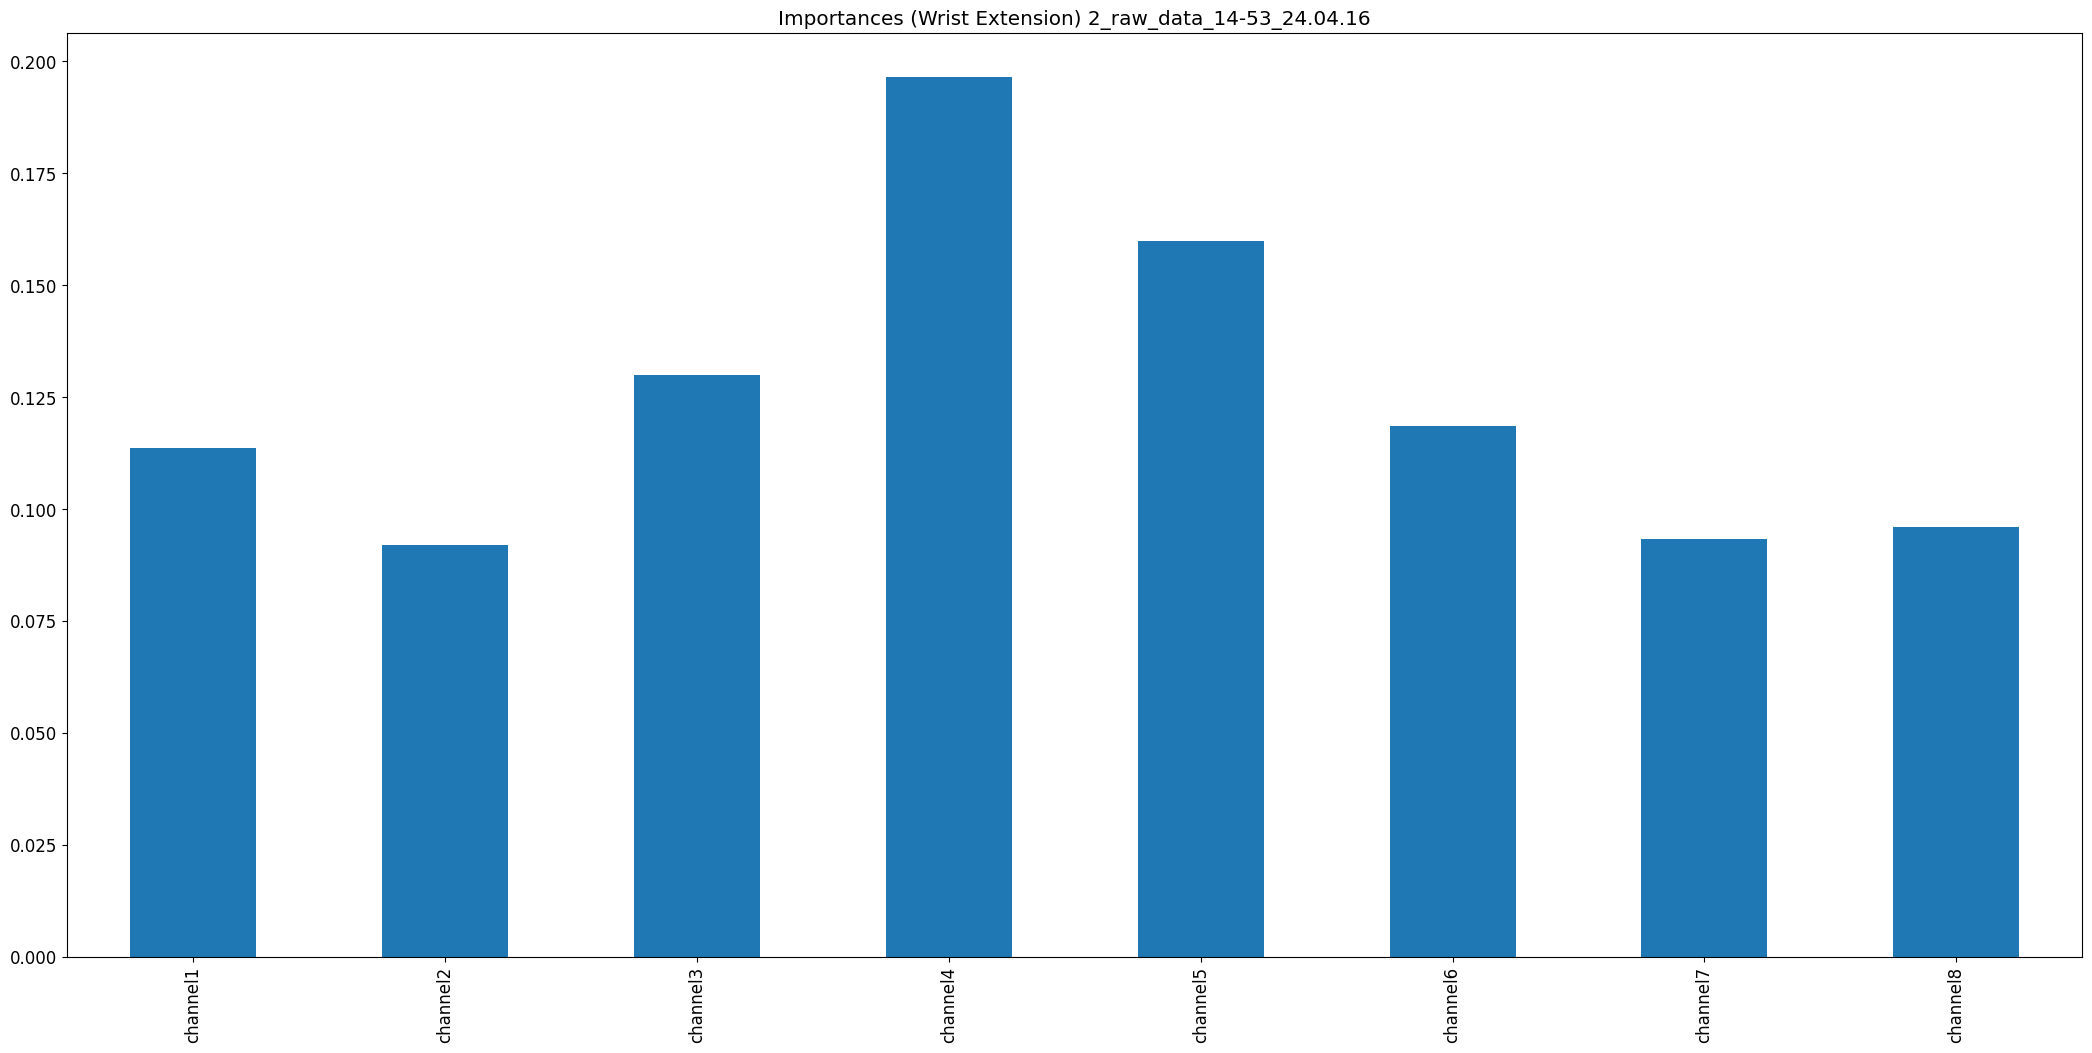 Importances (Wrist Extension) 2_raw_data_14-53_24.04.16
0.200
0.175
0.150
0.125
0.100
0.075
0.050
0.025
0.000
channel1
channel2
channel3
channel4
channel5
channel6
channel7
channel8